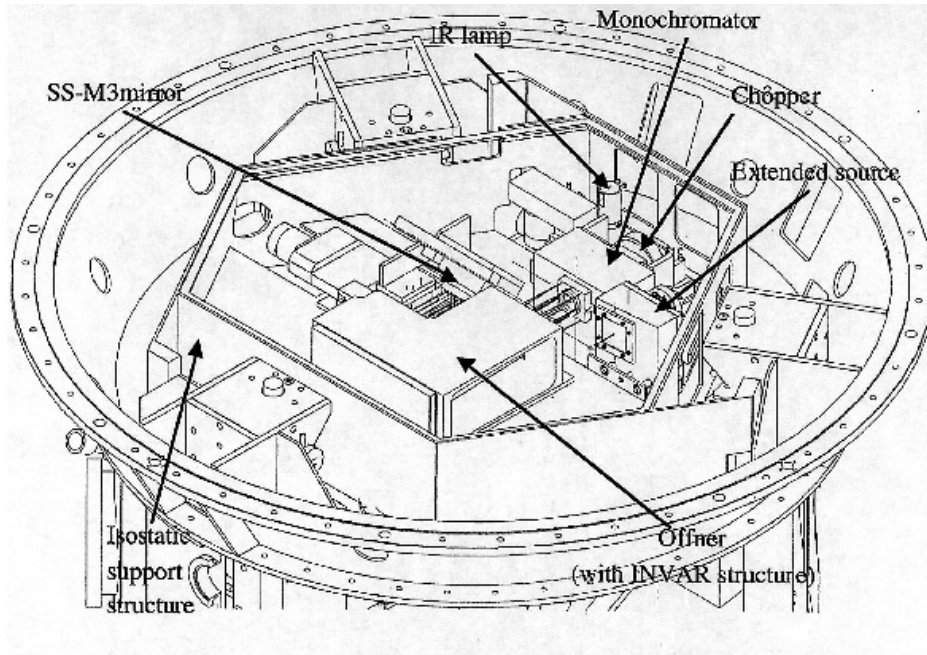 Monochromator
IR lamp
SS-M3mirror
Chopper
Extended source
Isostatic
support
structure
Offner
(with INVAR structure)